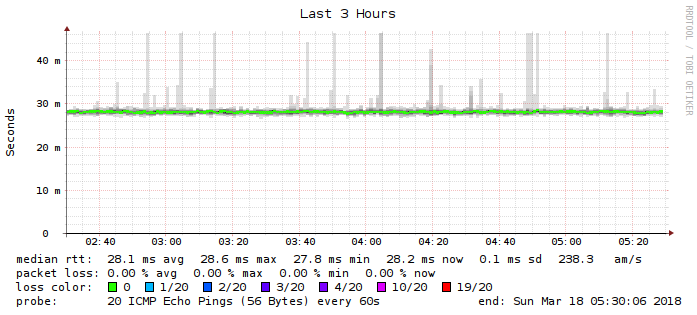 Last 3 Hours
RRDTOOL / TOBI OETIKER
Seconds
40 m
30 m
20 m
10 m
0
02:40 03:00 03:20 03:40 04:00 04:20 04:40 05:00 05:20
median rtt: 28.1 ms avg 28.6 ms max 27.8 ms min 28.2 ms now 0.1 ms sd 238.3 am/s
packet loss: 0.00 % avg 0.00 % max 0.00 % min 0.00 % now
loss color: 0 1/20 2/20 3/20 4/20 10/20 19/20
probe: 20 ICMP Echo Pings (56 Bytes) every 60s end: Sun Mar 18 05:30:06 2018